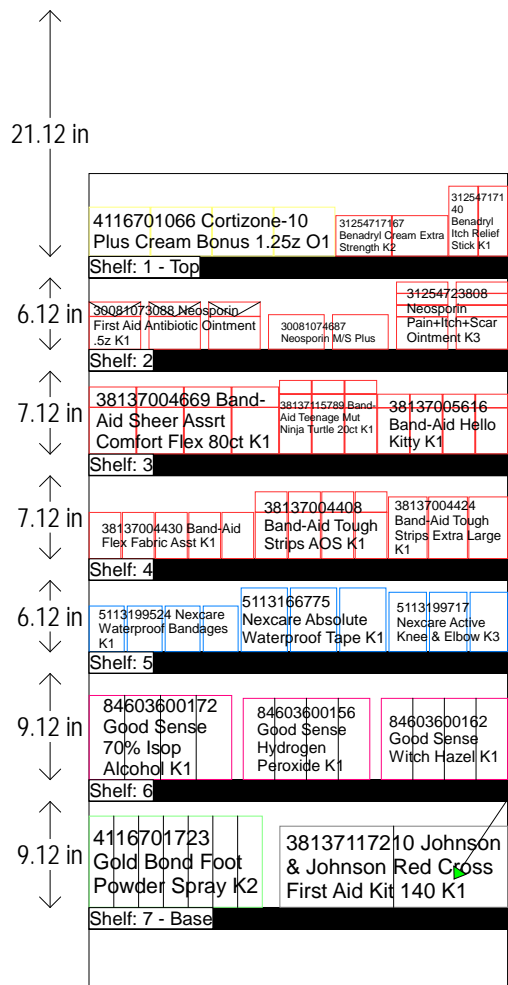 21.12 in
4116701066 Cortizone-10
Plus Cream Bonus 1.25z O1
31254717167
Benadryl Cream Extra
Strength K2
312547171
40
Benadryl
Itch Relief
Stick K1
Shelf: 1 - Top
6.12 in
30081073088 Neosporin
First Aid Antibiotic Ointment
.5z K1
30081074687
Neosporin M/S Plus
31254723808
Neosporin
Pain+Itch+Scar
Ointment K3
Shelf: 2
7.12 in
38137004669 Band-
Aid Sheer Assrt
Comfort Flex 80ct K1
38137115789 Band-
Aid Teenage Mut
Ninja Turtle 20ct K1
38137005616
Band-Aid Hello
Kitty K1
Shelf: 3
7.12 in
38137004430 Band-Aid
Flex Fabric Asst K1
38137004408
Band-Aid Tough
Strips AOS K1
38137004424
Band-Aid Tough
Strips Extra Large
K1
Shelf: 4
6.12 in
5113199524 Nexcare
Waterproof Bandages
K1
5113166775
Nexcare Absolute
Waterproof Tape K1
5113199717
Nexcare Active
Knee & Elbow K3
Shelf: 5
9.12 in
84603600172
Good Sense
70% Isop
Alcohol K1
84603600156
Good Sense
Hydrogen
Peroxide K1
84603600162
Good Sense
Witch Hazel K1
Shelf: 6
9.12 in
4116701723
Gold Bond Foot
Powder Spray K2
38137117210 Johnson
& Johnson Red Cross
First Aid Kit 140 K1
Shelf: 7 - Base